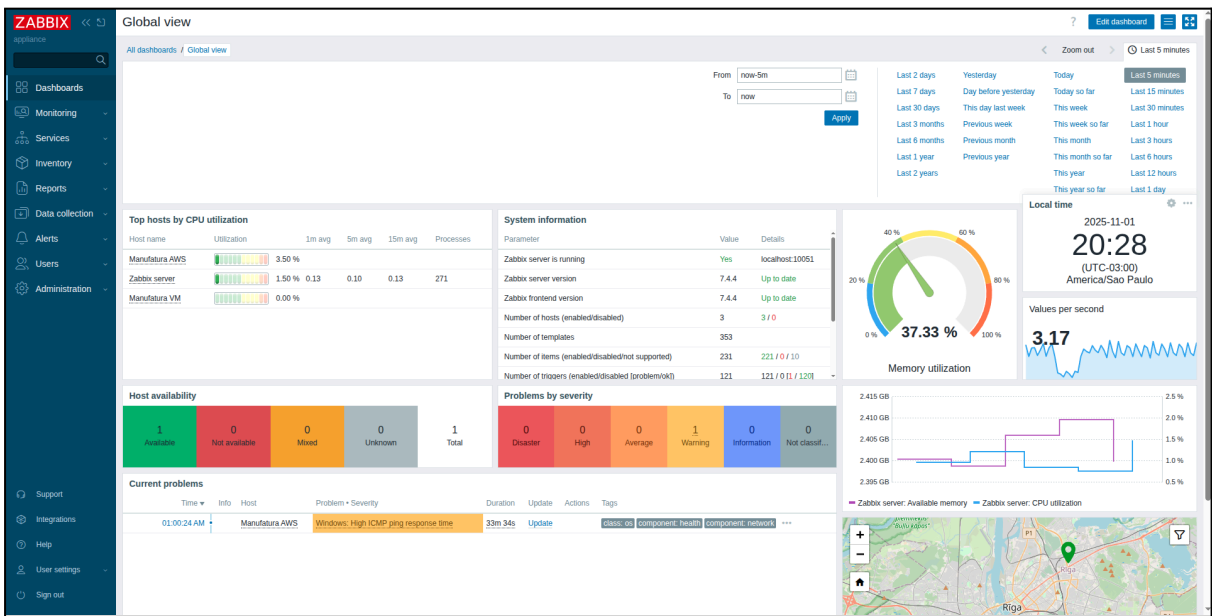 ZABBIX
appliance
Dashboards
Monitoring
Services
Inventory
Reports
Data collection
Alerts
Users
Administration
Support
Integrations
Help
User settings
Sign out
Global view
? Edit dashboard
All dashboards / Global view
Zoom out
Last 5 minutes
From now-5m
To now
Apply
Last 2 days Yesterday Today Last 5 minutes
Last 7 days Day before yesterday Today so far Last 15 minutes
Last 30 days This day last week This week Last 30 minutes
Last 3 months Previous week This week so far Last 1 hour
Last 6 months Previous month This month Last 3 hours
Last 1 year Previous year This month so far Last 6 hours
Last 2 years This year Last 12 hours
This year so far Last 1 day
Top hosts by CPU utilization
Host name Utilization 1m avg 5m avg 15m avg Processes
Manufatura AWS 3.50 %
Zabbix server 1.50 % 0.13 0.10 0.13 271
Manufatura VM 0.00 %
System information
Parameter Value Details
Zabbix server is running Yes localhost:10051
Zabbix server version 7.4.4 Up to date
Zabbix frontend version 7.4.4 Up to date
Number of hosts (enabled/disabled) 3 3 / 0
Number of templates 353
Number of items (enabled/disabled/not supported) 231 221 / 0 / 10
Number of triggers (enabled/disabled [problem/ok]) 121 121 / 0 [1 / 120]
40 % 60 %
20 % 80 %
0 % 37.33 % 100 %
Memory utilization
Local time
2025-11-01
20:28
(UTC-03:00)
America/Sao Paulo
Values per second
3.17
Host availability
1 0 0 0 1
Available Not available Mixed Unknown Total
Problems by severity
0 0 0 1 0 0
Disaster High Average Warning Information Not classif...
2.415 GB 2.5 %
2.410 GB 2.0 %
2.405 GB 1.5 %
2.400 GB 1.0 %
2.395 GB 0.5 %
Zabbix server: Available memory Zabbix server: CPU utilization
Current problems
Time Info Host Problem • Severity Duration Update Actions Tags
01:00:24 AM Manufatura AWS Windows: High ICMP ping response time 33m 34s Update class: os component: health component: network
+
−
P1
Rīga
Rīga